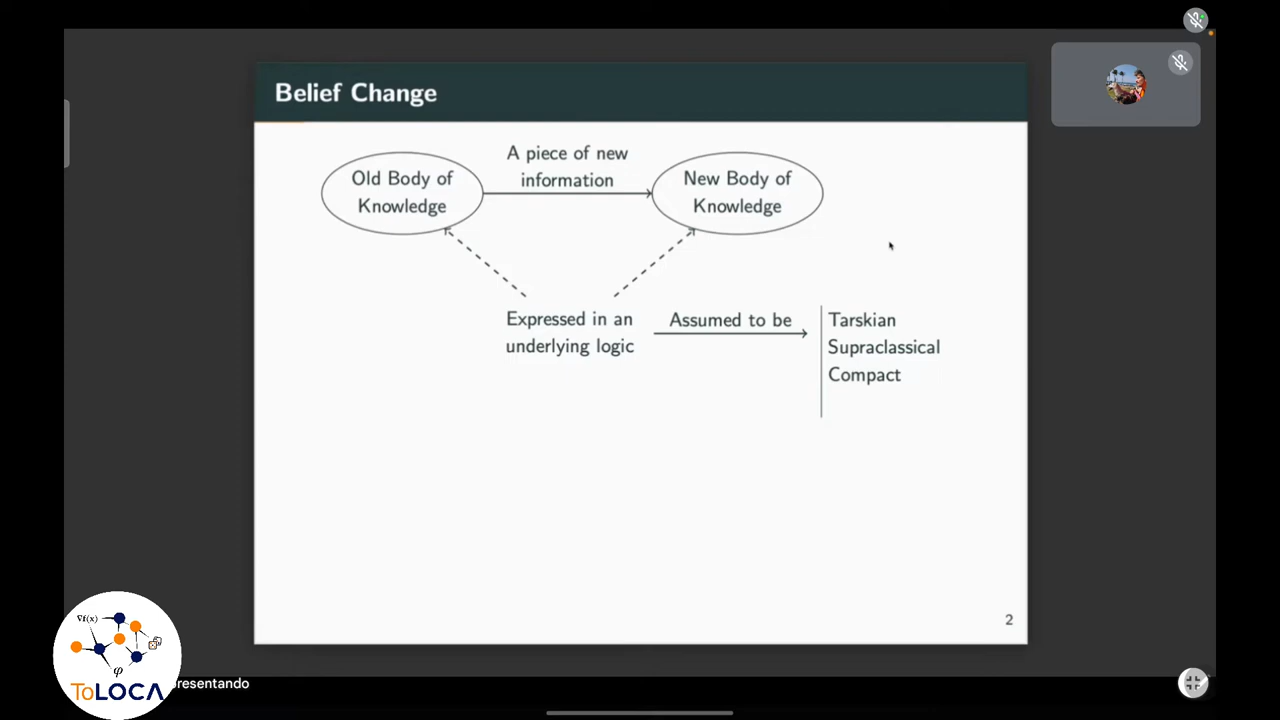 Belief Change
A piece of new
information
Old Body of
Knowledge
New Body of
Knowledge
Expressed in an
underlying logic
Assumed to be
Tarskian
Supraclassical
Compact
2
∇f(x)
φ
ToLOCA
presentando